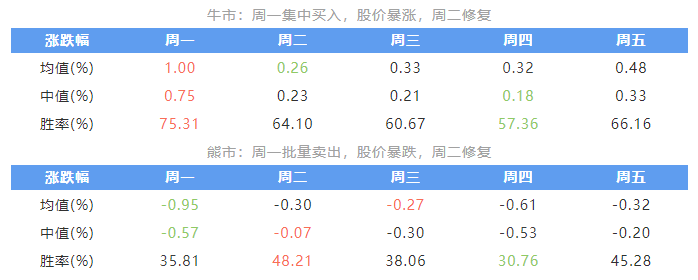 牛市：周一集中买入，股价暴涨，周二修复
涨跌幅 周一 周二 周三 周四 周五
均值(%) 1.00 0.26 0.33 0.32 0.48
中值(%) 0.75 0.23 0.21 0.18 0.33
胜率(%) 75.31 64.10 60.67 57.36 66.16
熊市：周一批量卖出，股价暴跌，周二修复
涨跌幅 周一 周二 周三 周四 周五
均值(%) -0.95 -0.30 -0.27 -0.61 -0.32
中值(%) -0.57 -0.07 -0.30 -0.53 -0.20
胜率(%) 35.81 48.21 38.06 30.76 45.28